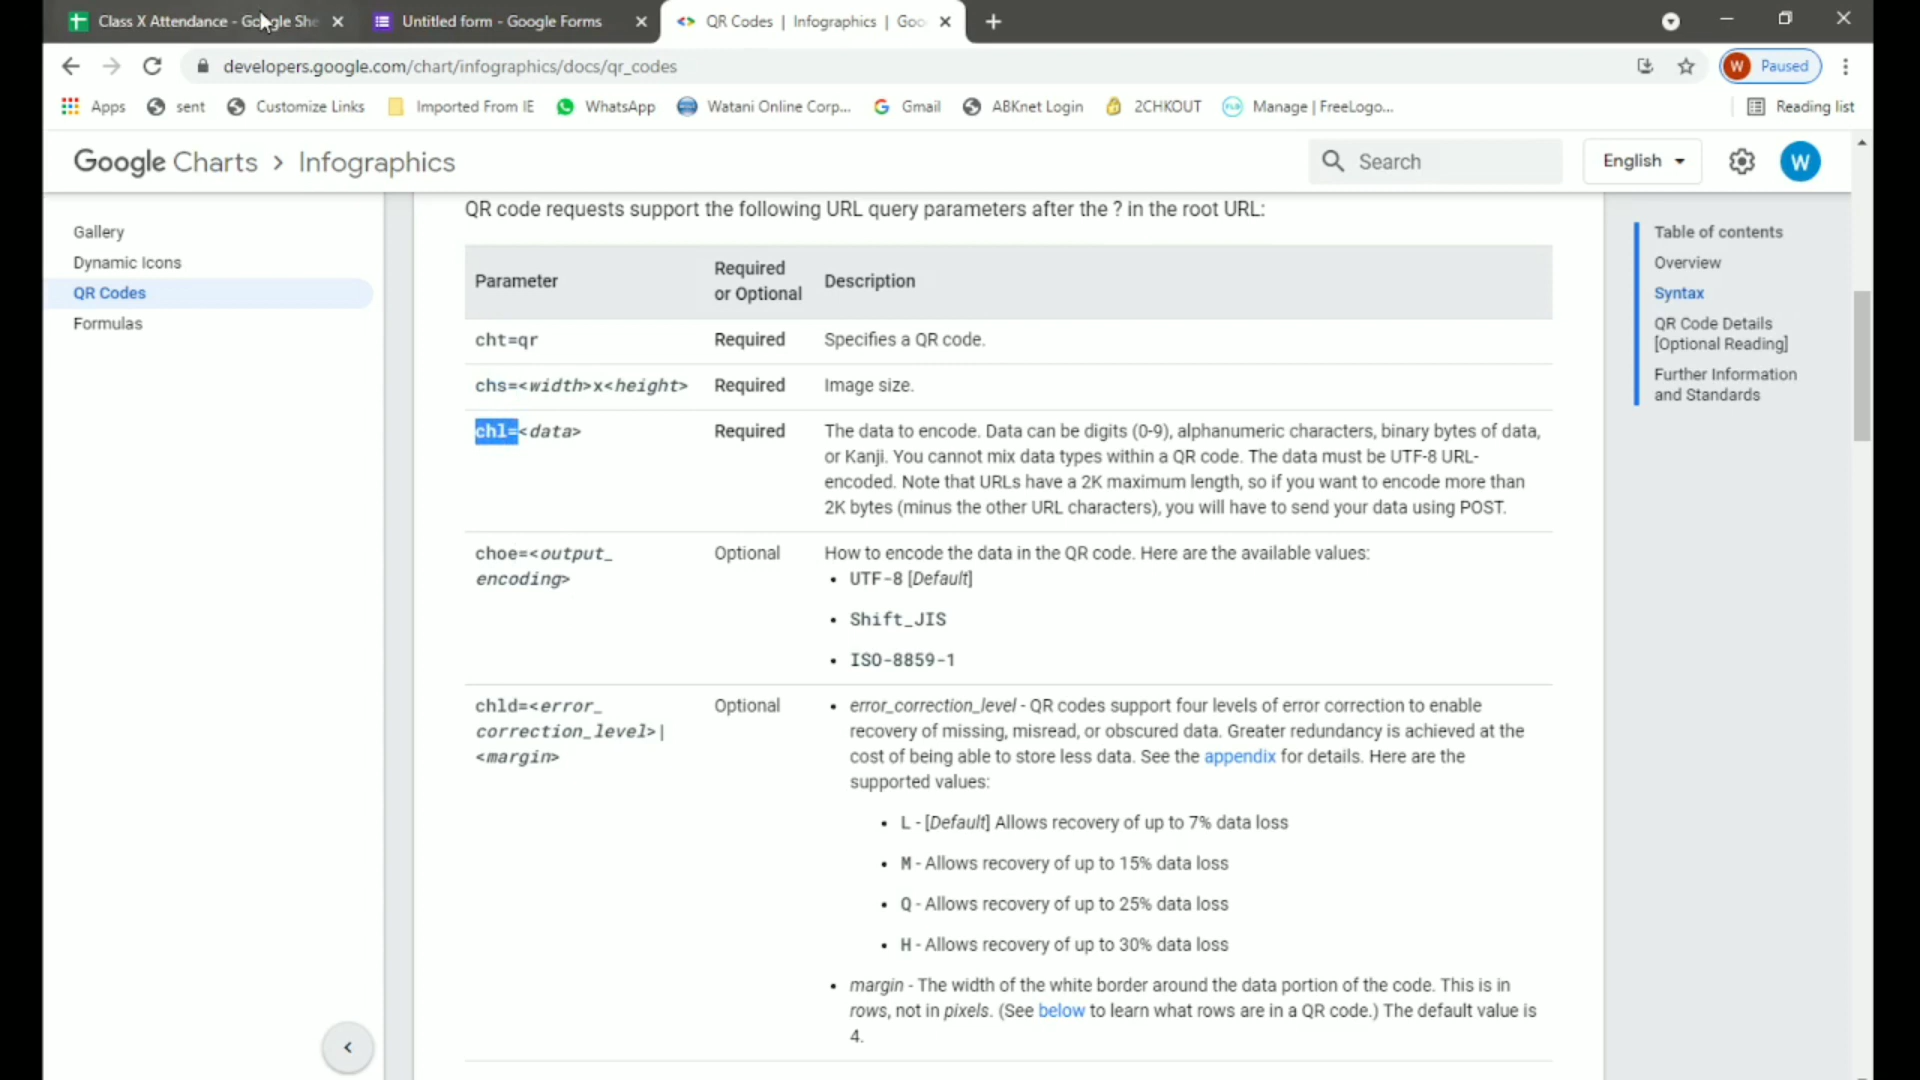 Class X Attendance - Google She
Untitled form - Google Forms
QR Codes | Infographics | Goo
developers.google.com/chart/infographics/docs/qr_codes
W Paused
Apps
sent
Customize Links
Imported From IE
WhatsApp
Watani Online Corp...
Gmail
ABKnet Login
2CHKOUT
Manage | FreeLogo...
Reading list
Google Charts > Infographics
Search
English
W
Gallery
Dynamic Icons
QR Codes
Formulas
QR code requests support the following URL query parameters after the ? in the root URL:
Parameter
Required
or Optional
Description
cht=qr
Required
Specifies a QR code.
chs=<width>x<height>
Required
Image size.
chl=<data>
Required
The data to encode. Data can be digits (0-9), alphanumeric characters, binary bytes of data,
or Kanji. You cannot mix data types within a QR code. The data must be UTF-8 URL-
encoded. Note that URLs have a 2K maximum length, so if you want to encode more than
2K bytes (minus the other URL characters), you will have to send your data using POST.
choe=<output_
encoding>
Optional
How to encode the data in the QR code. Here are the available values:
• UTF-8 [Default]
• Shift_JIS
• ISO-8859-1
chld=<error_
correction_level>|
<margin>
Optional
• error_correction_level - QR codes support four levels of error correction to enable
recovery of missing, misread, or obscured data. Greater redundancy is achieved at the
cost of being able to store less data. See the appendix for details. Here are the
supported values:
• L - [Default] Allows recovery of up to 7% data loss
• M - Allows recovery of up to 15% data loss
• Q - Allows recovery of up to 25% data loss
• H - Allows recovery of up to 30% data loss
• margin - The width of the white border around the data portion of the code. This is in
rows, not in pixels. (See below to learn what rows are in a QR code.) The default value is
4.
Table of contents
Overview
Syntax
QR Code Details
[Optional Reading]
Further Information
and Standards